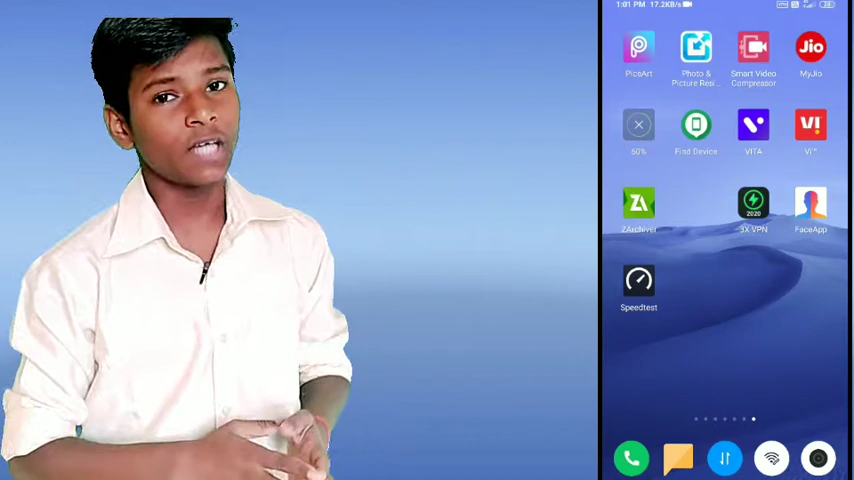 1:01 PM 17.2KB/s
PicsArt
Photo &
Picture Resi...
Smart Video
Compressor
Jio
MyJio
50%
Find Device
VITA
VI
Vi™
ZA
ZArchiver
2020
3X VPN
FaceApp
Speedtest